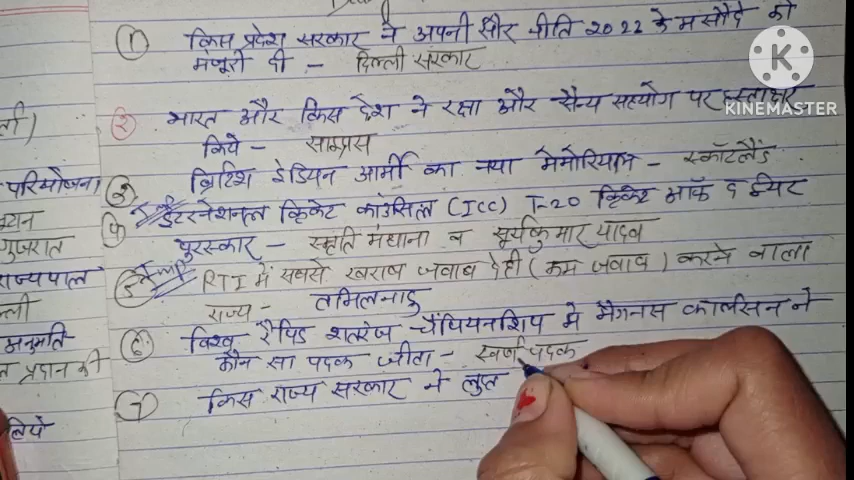 र्ती)
परियोजना
गुजरात
राज्यपाल
ल्ली
अनुमति
प्रदान की
लिये
① किस प्रदेश सरकार ने अपनी सौर नीति 2022 के मसौदे को
मंजूरी दी - दिल्ली सरकार
② भारत और किस देश ने रक्षा और सैन्य सहयोग पर हस्ताक्षर
किये - साइप्रस
③ ब्रिटिश इंडियन आर्मी का नया मेमोरियल - स्कॉटलैंड
④ इंटरनेशनल क्रिकेट काउंसिल (ICC) T-20 क्रिकेट ऑफ द ईयर
पुरस्कार - स्मृति मंधाना व सूर्यकुमार यादव
⑤ RTI में सबसे खराब जवाब देही (कम जवाब) करने वाला
राज्य - तमिलनाडु
⑥ विश्व रैपिड शतरंज चैंपियनशिप में मैगनस कार्लसन ने
कौन सा पदक जीता - स्वर्ण पदक
⑦ किस राज्य सरकार ने लुप्त
KINEMASTER